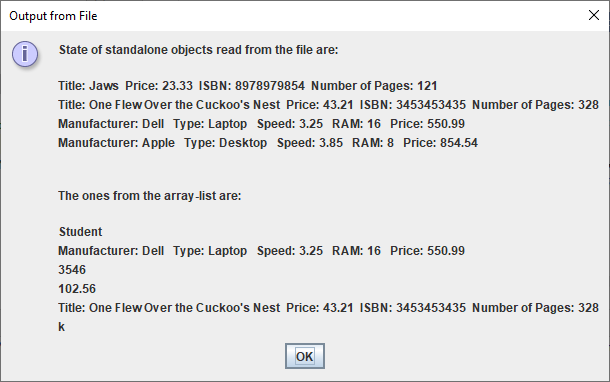 Output from File
State of standalone objects read from the file are:
Title: Jaws Price: 23.33 ISBN: 8978979854 Number of Pages: 121
Title: One Flew Over the Cuckoo's Nest Price: 43.21 ISBN: 3453453435 Number of Pages: 328
Manufacturer: Dell Type: Laptop Speed: 3.25 RAM: 16 Price: 550.99
Manufacturer: Apple Type: Desktop Speed: 3.85 RAM: 8 Price: 854.54
The ones from the array-list are:
Student
Manufacturer: Dell Type: Laptop Speed: 3.25 RAM: 16 Price: 550.99
3546
102.56
Title: One Flew Over the Cuckoo's Nest Price: 43.21 ISBN: 3453453435 Number of Pages: 328
k
OK